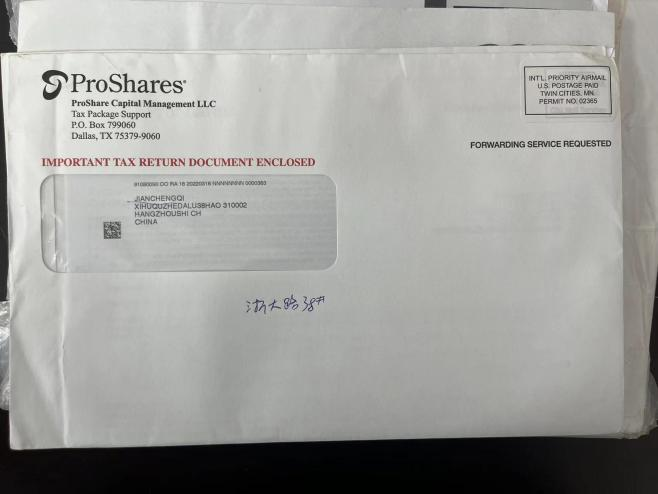 ProShares®
ProShare Capital Management LLC
Tax Package Support
P.O. Box 799060
Dallas, TX 75379-9060
INT'L PRIORITY AIRMAIL
U.S. POSTAGE PAID
TWIN CITIES, MN.
PERMIT NO. 02365
FORWARDING SERVICE REQUESTED
IMPORTANT TAX RETURN DOCUMENT ENCLOSED
JIANCHENGQI
XIHUQUZHEDALU38HAO 310002
HANGZHOUSHI CH
CHINA
浙大路38#